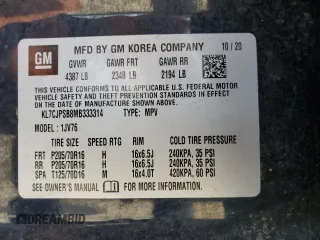 GM
MFD BY GM KOREA COMPANY 10/20
GVWR GAWR FRT GAWR RR
4387 LB 2348 LB 2194 LB
THIS VEHICLE CONFORMS TO ALL APPLICABLE U.S. FEDERAL MOTOR VEHICLE SAFETY, BUMPER, AND THEFT PREVENTION STANDARDS IN EFFECT ON THE DATE OF MANUFACTURE SHOWN ABOVE.
KL7CJPSB8MB333314 TYPE: MPV
MODEL: 1JV76
TIRE SIZE SPEED RTG RIM COLD TIRE PRESSURE
FRT P205/70R16 H 16x6.5J 240KPA, 35 PSI
RR P205/70R16 H 16x6.5J 240KPA, 35 PSI
SPA T125/70D16 M 16x4.0T 420KPA, 60 PSI
SEE OWNER'S MANUAL FOR ADDITIONAL INFORMATION.
AUTOBIDMASTER